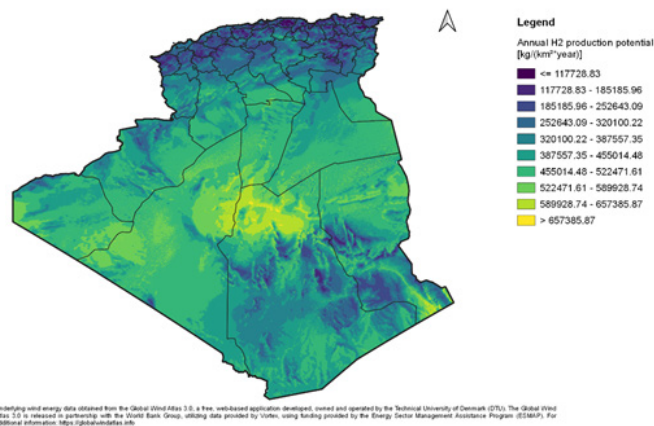 Legend
Annual H2 production potential
[kg/(km²*year)]
<= 117728.83
117728.83 - 185185.96
185185.96 - 252643.09
252643.09 - 320100.22
320100.22 - 387557.35
387557.35 - 455014.48
455014.48 - 522471.61
522471.61 - 589928.74
589928.74 - 657385.87
> 657385.87
nderlying wind energy data obtained from the Global Wind Atlas 3.0, a free, web-based application developed, owned and operated by the Technical University of Denmark (DTU). The Global Wind
tlas 3.0 is released in partnership with the World Bank Group, utilizing data provided by Vortex, using funding provided by the Energy Sector Management Assistance Program (ESMAP). For
dditional information: https://globalwindatlas.info